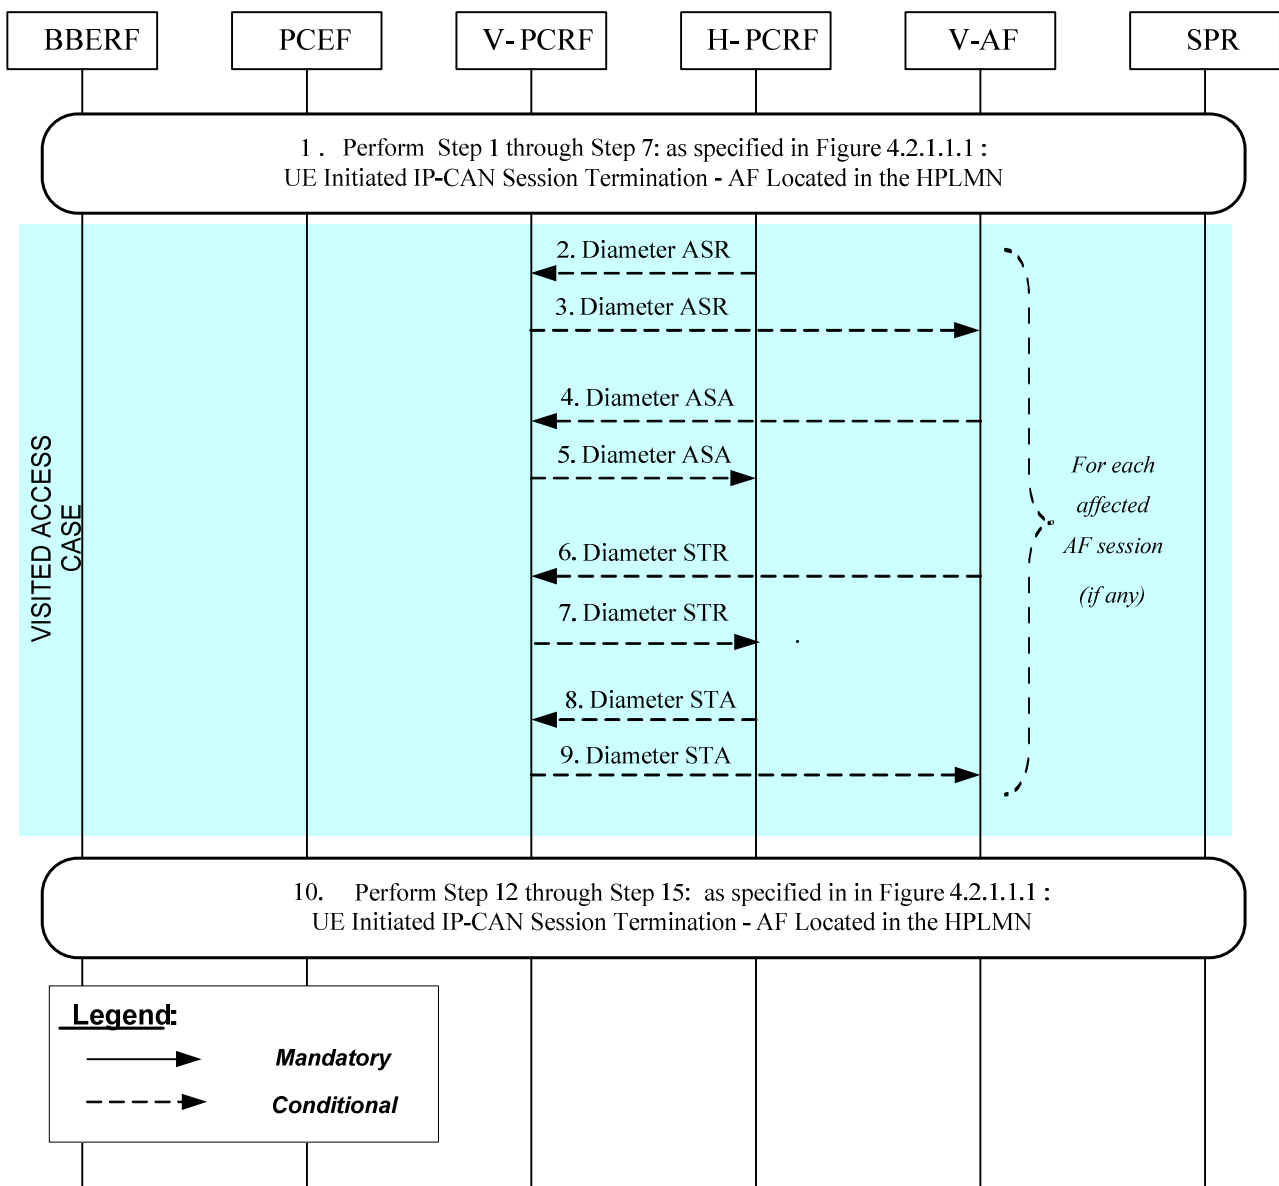 BBERF
PCEF
V-PCRF
H-PCRF
V-AF
SPR
1. Perform Step 1 through Step 7: as specified in Figure 4.2.1.1.1 :
UE Initiated IP-CAN Session Termination - AF Located in the HPLMN
2. Diameter ASR
3. Diameter ASR
4. Diameter ASA
5. Diameter ASA
6. Diameter STR
7. Diameter STR
8. Diameter STA
9. Diameter STA
VISITED ACCESS
CASE
For each
affected
AF session
(if any)
10. Perform Step 12 through Step 15: as specified in in Figure 4.2.1.1.1 :
UE Initiated IP-CAN Session Termination - AF Located in the HPLMN
Legend:
Mandatory
Conditional